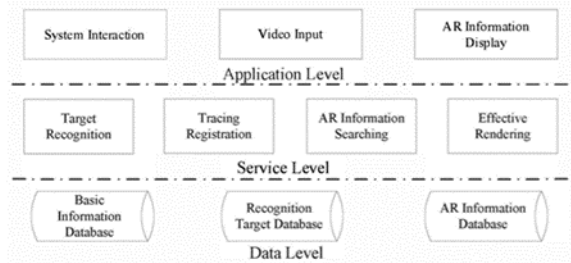 System Interaction
Video Input
AR Information
Display
Application Level
Target
Recognition
Tracing
Registration
AR Information
Searching
Effective
Rendering
Service Level
Basic
Information
Database
Recognition
Target Database
AR Information
Database
Data Level